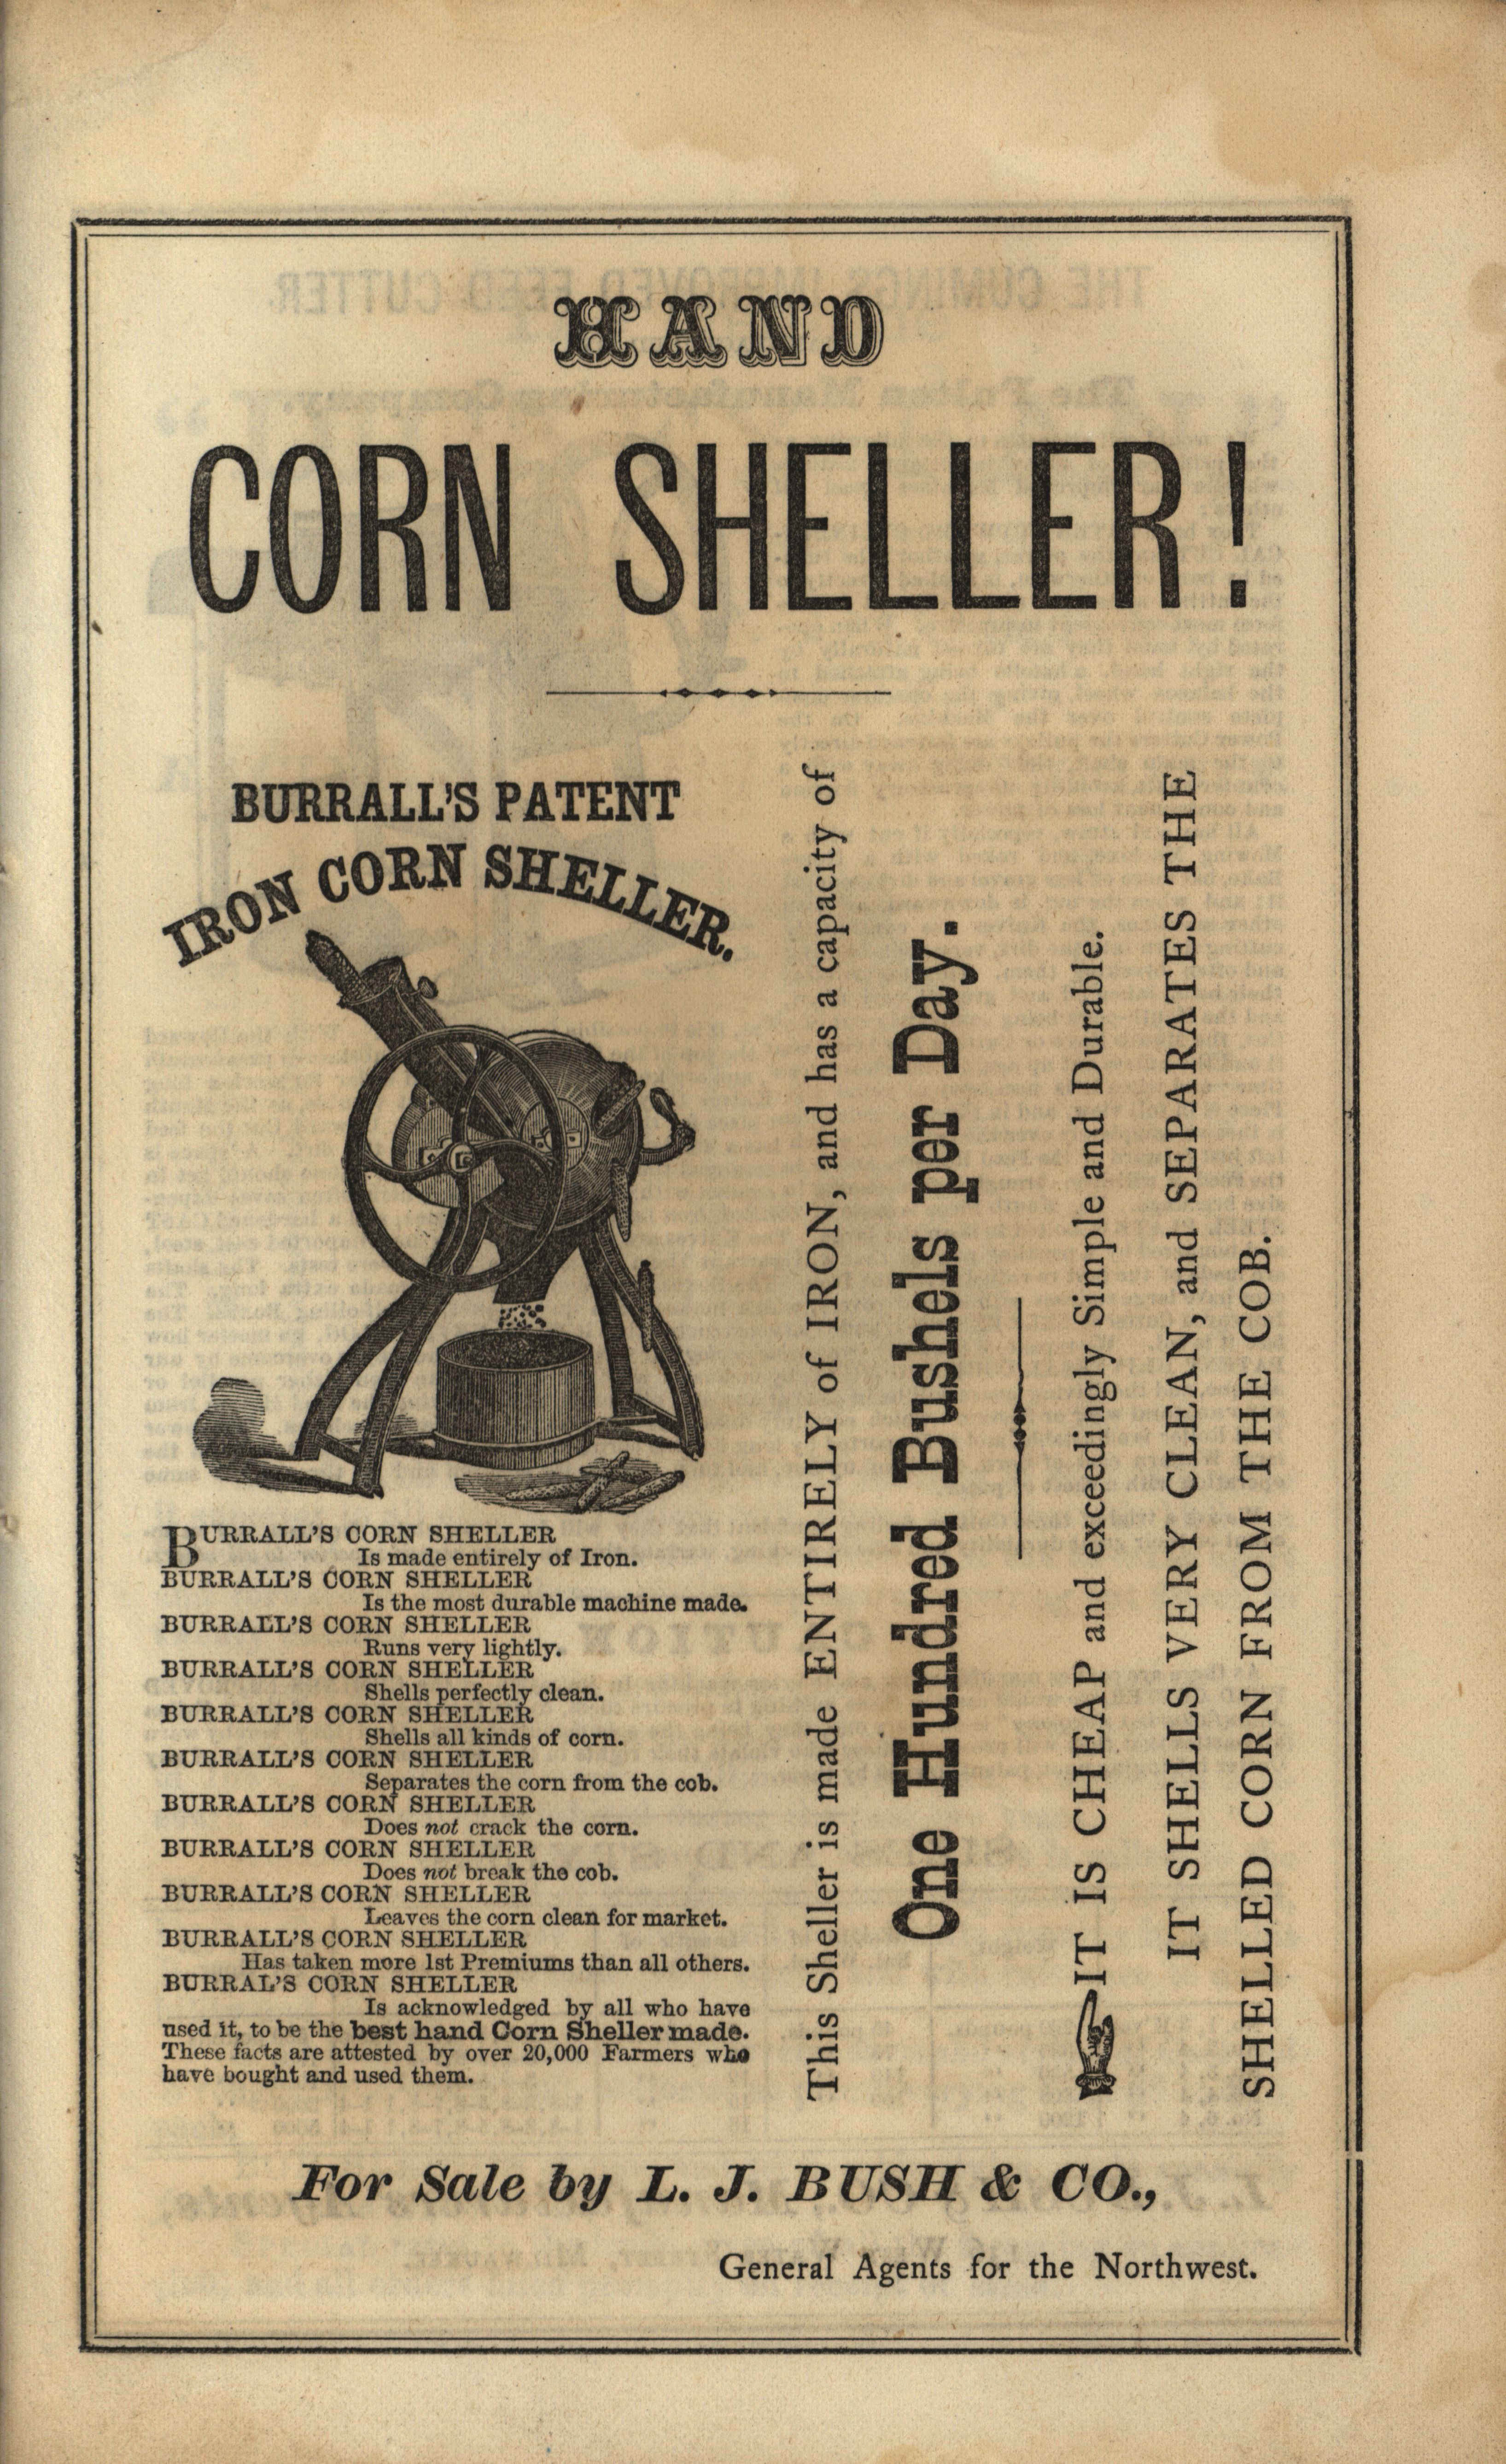 HAND
CORN SHELLER!
BURRALL'S PATENT
IRON CORN SHELLER.
BURRALL'S CORN SHELLER
Is made entirely of Iron.
BURRALL'S CORN SHELLER
Is the most durable machine made.
BURRALL'S CORN SHELLER
Runs very lightly.
BURRALL'S CORN SHELLER
Shells perfectly clean.
BURRALL'S CORN SHELLER
Shells all kinds of corn.
BURRALL'S CORN SHELLER
Separates the corn from the cob.
BURRALL'S CORN SHELLER
Does not crack the corn.
BURRALL'S CORN SHELLER
Does not break the cob.
BURRALL'S CORN SHELLER
Leaves the corn clean for market.
BURRALL'S CORN SHELLER
Has taken more 1st Premiums than all others.
BURRAL'S CORN SHELLER
Is acknowledged by all who have
used it, to be the best hand Corn Sheller made.
These facts are attested by over 20,000 Farmers who
have bought and used them.
This Sheller is made ENTIRELY of IRON, and has a capacity of
One Hundred Bushels per Day.
IT IS CHEAP and exceedingly Simple and Durable.
IT SHELLS VERY CLEAN, and SEPARATES THE
SHELLED CORN FROM THE COB.
For Sale by L. J. BUSH & CO.,
General Agents for the Northwest.